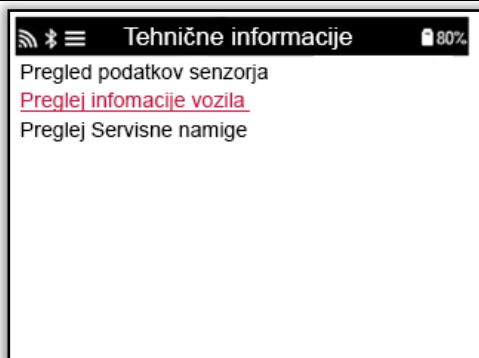 Tehnične informacije 80%
Pregled podatkov senzorja
Preglej infomacije vozila
Preglej Servisne namige